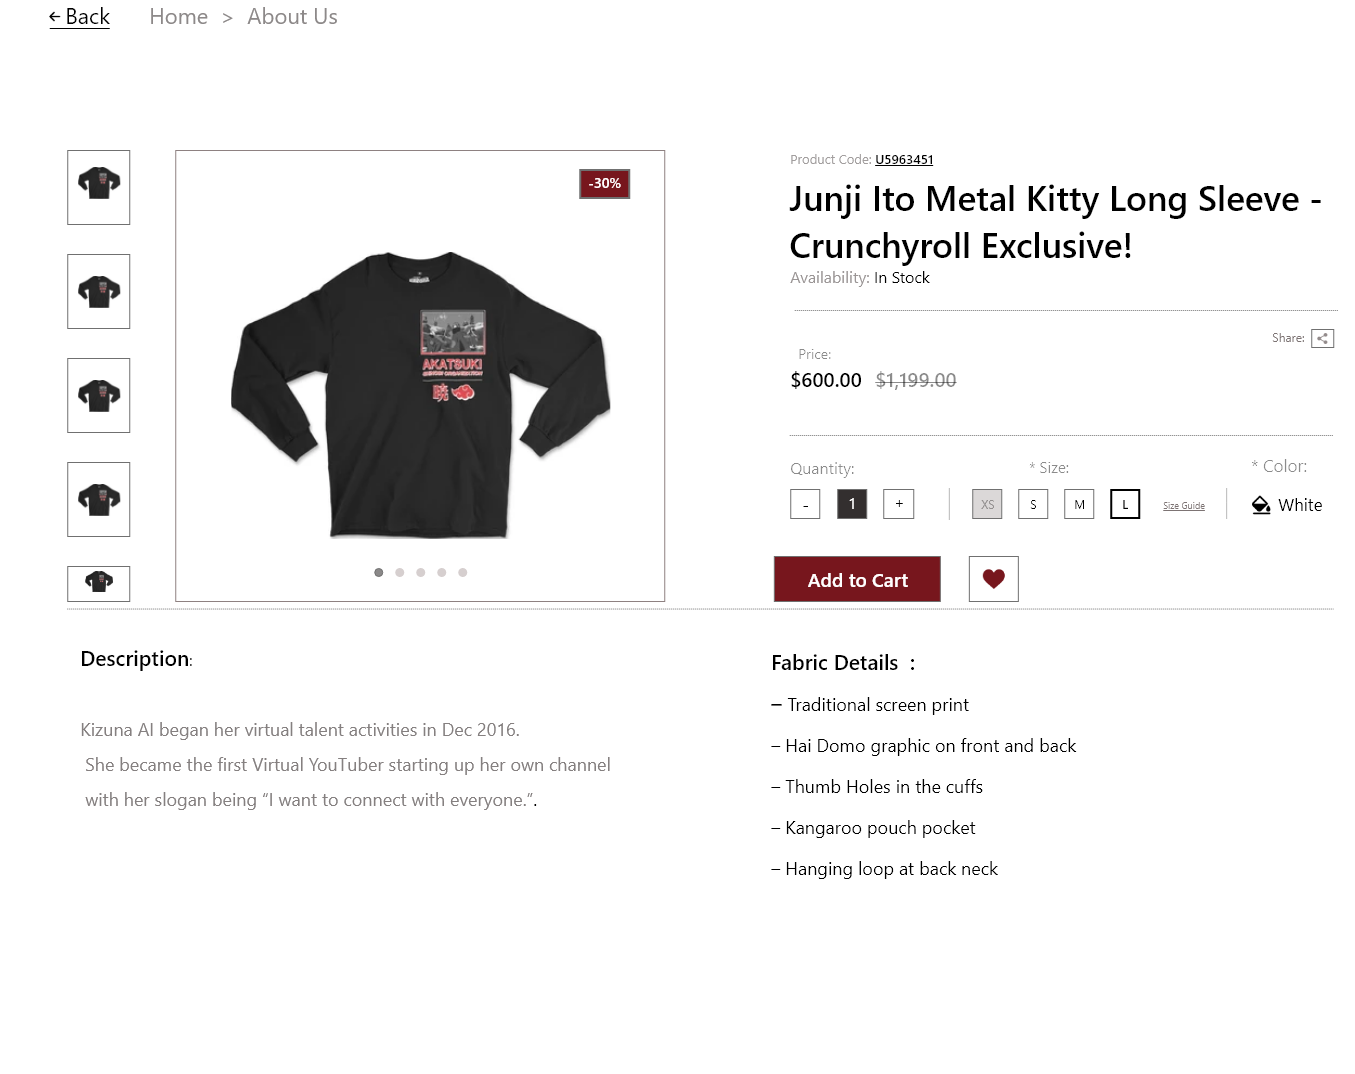 Back Home > About Us
-30%
AKATSUKI
暁
Product Code: U5963451
Junji Ito Metal Kitty Long Sleeve -
Crunchyroll Exclusive!
Availability: In Stock
Share:
Price:
$600.00 $1,199.00
Quantity: * Size: * Color:
- 1 + XS S M L Size Guide White
Add to Cart
Description:
Kizuna AI began her virtual talent activities in Dec 2016.
She became the first Virtual YouTuber starting up her own channel
with her slogan being “I want to connect with everyone.”.
Fabric Details :
– Traditional screen print
– Hai Domo graphic on front and back
– Thumb Holes in the cuffs
– Kangaroo pouch pocket
– Hanging loop at back neck